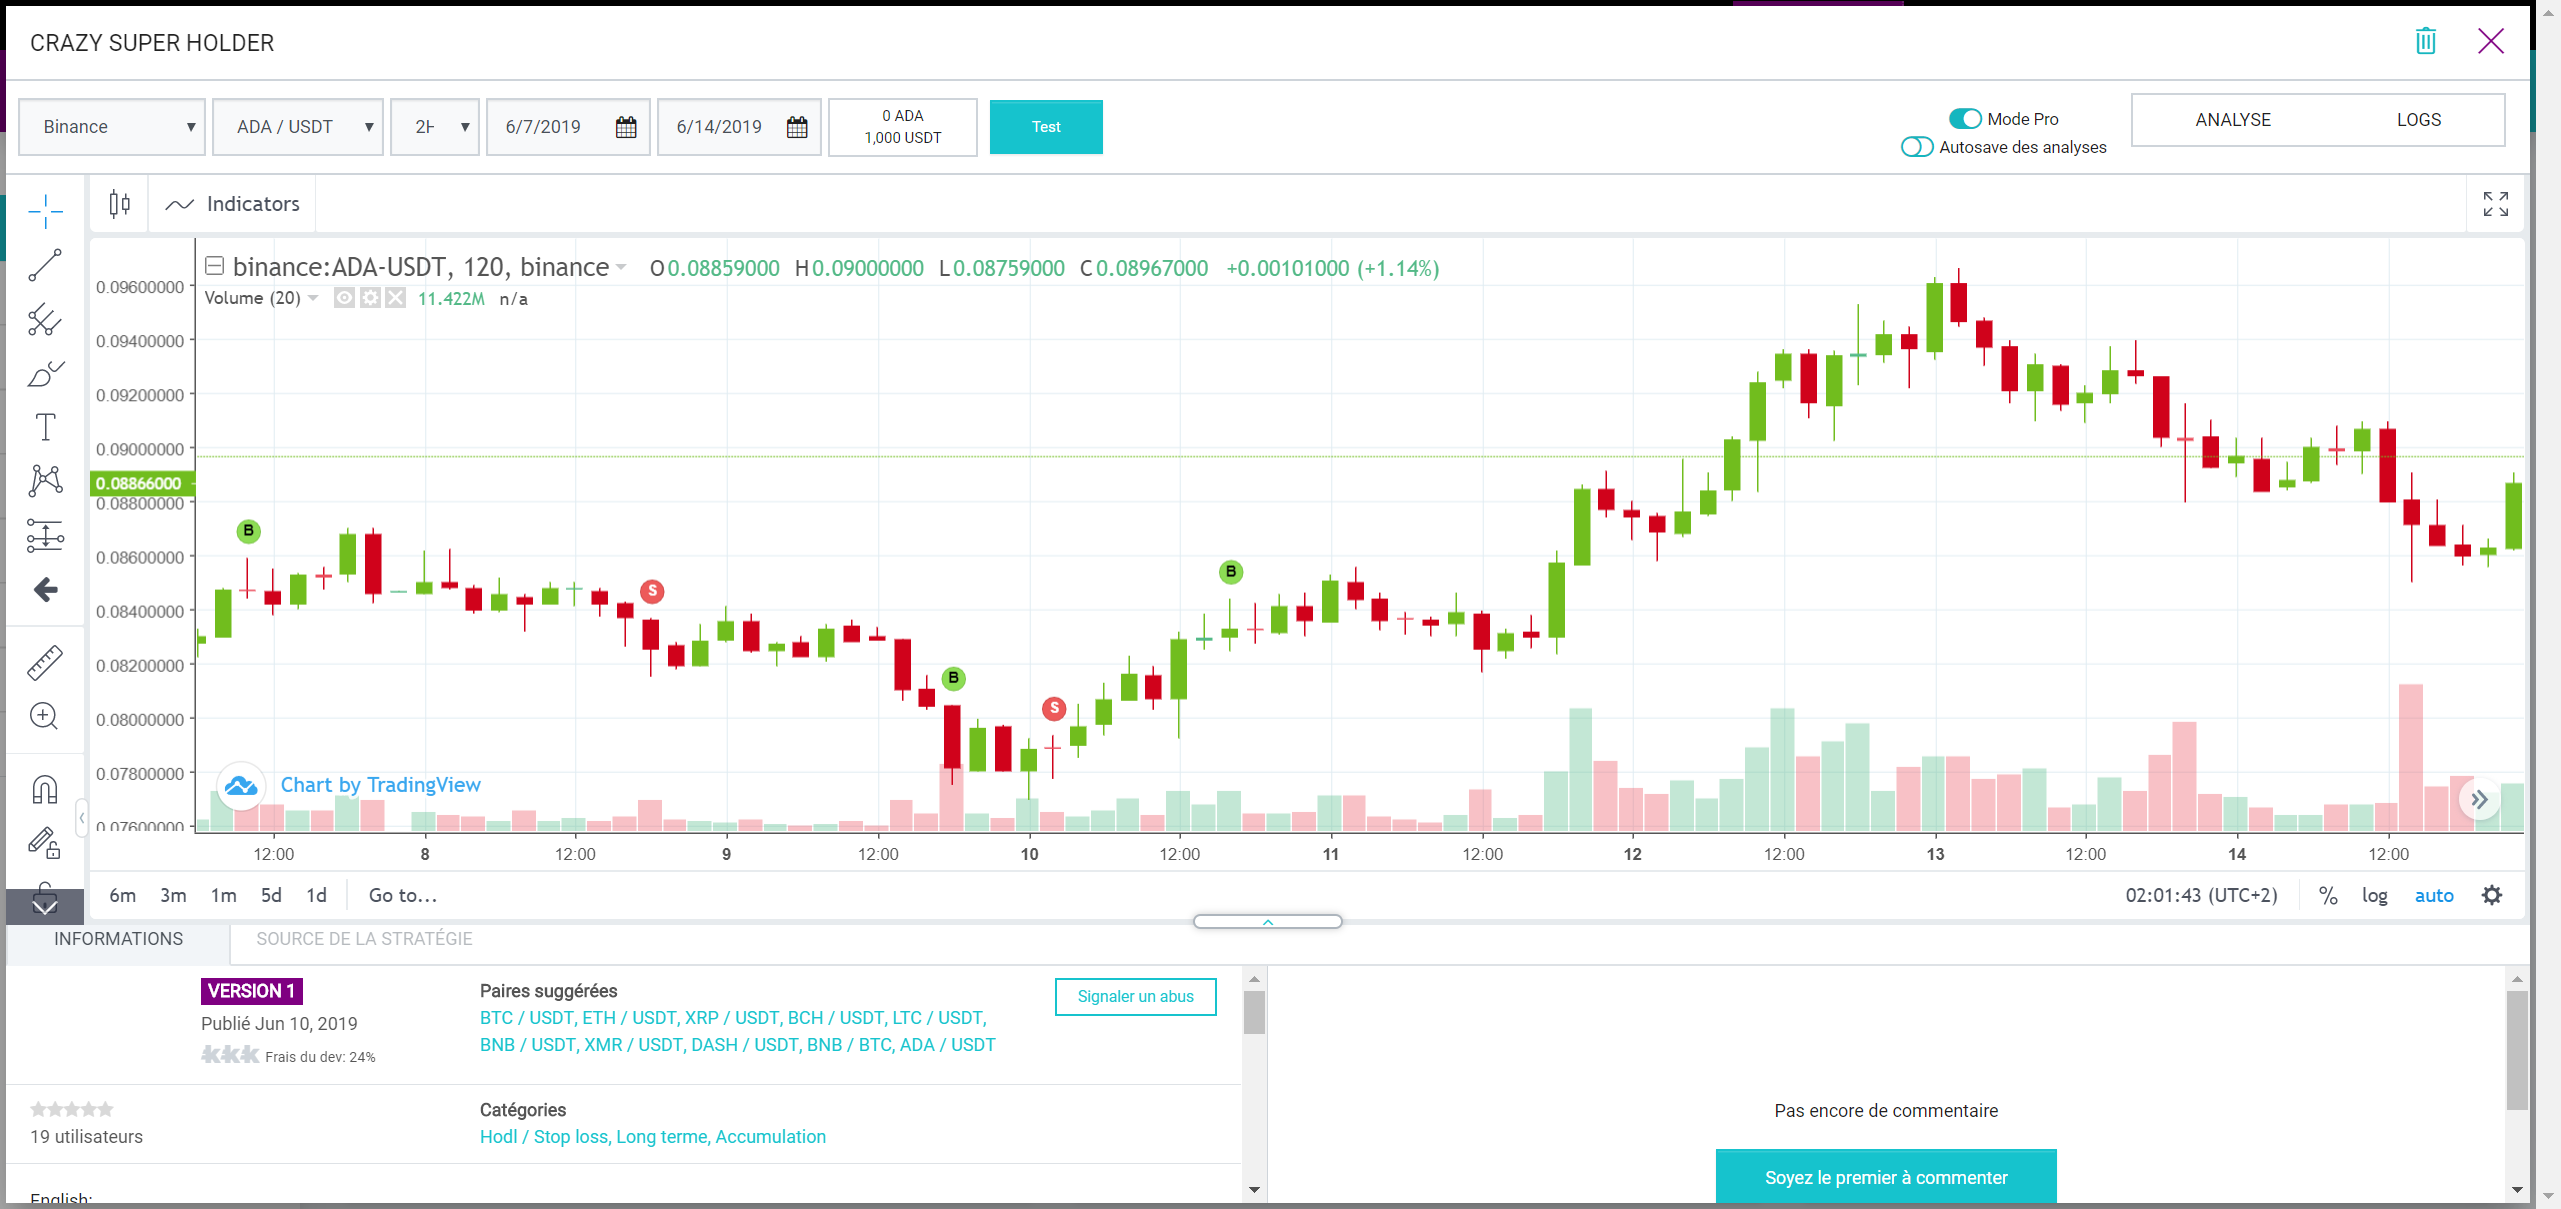 CRAZY SUPER HOLDER
Binance ADA / USDT 2H 6/7/2019 6/14/2019
0 ADA
1,000 USDT
Test
Mode Pro
Autosave des analyses
ANALYSE LOGS
Indicators
binance:ADA-USDT, 120, binance O0.08859000 H0.09000000 L0.08759000 C0.08967000 +0.00101000 (+1.14%)
Volume (20) 11.422M n/a
0.09600000
0.09400000
0.09200000
0.09000000
0.08866000
0.08800000
0.08600000
0.08400000
0.08200000
0.08000000
0.07800000
0.07600000
B
S
B
S
B
Chart by TradingView
12:00 8 12:00 9 12:00 10 12:00 11 12:00 12 12:00 13 12:00 14 12:00
6m 3m 1m 5d 1d Go to...
02:01:43 (UTC+2) % log auto
INFORMATIONS SOURCE DE LA STRATÉGIE
VERSION 1
Publié Jun 10, 2019
Frais du dev: 24%
Paires suggérées
BTC / USDT, ETH / USDT, XRP / USDT, BCH / USDT, LTC / USDT,
BNB / USDT, XMR / USDT, DASH / USDT, BNB / BTC, ADA / USDT
Signaler un abus
19 utilisateurs
Catégories
Hodl / Stop loss, Long terme, Accumulation
English:
Pas encore de commentaire
Soyez le premier à commenter